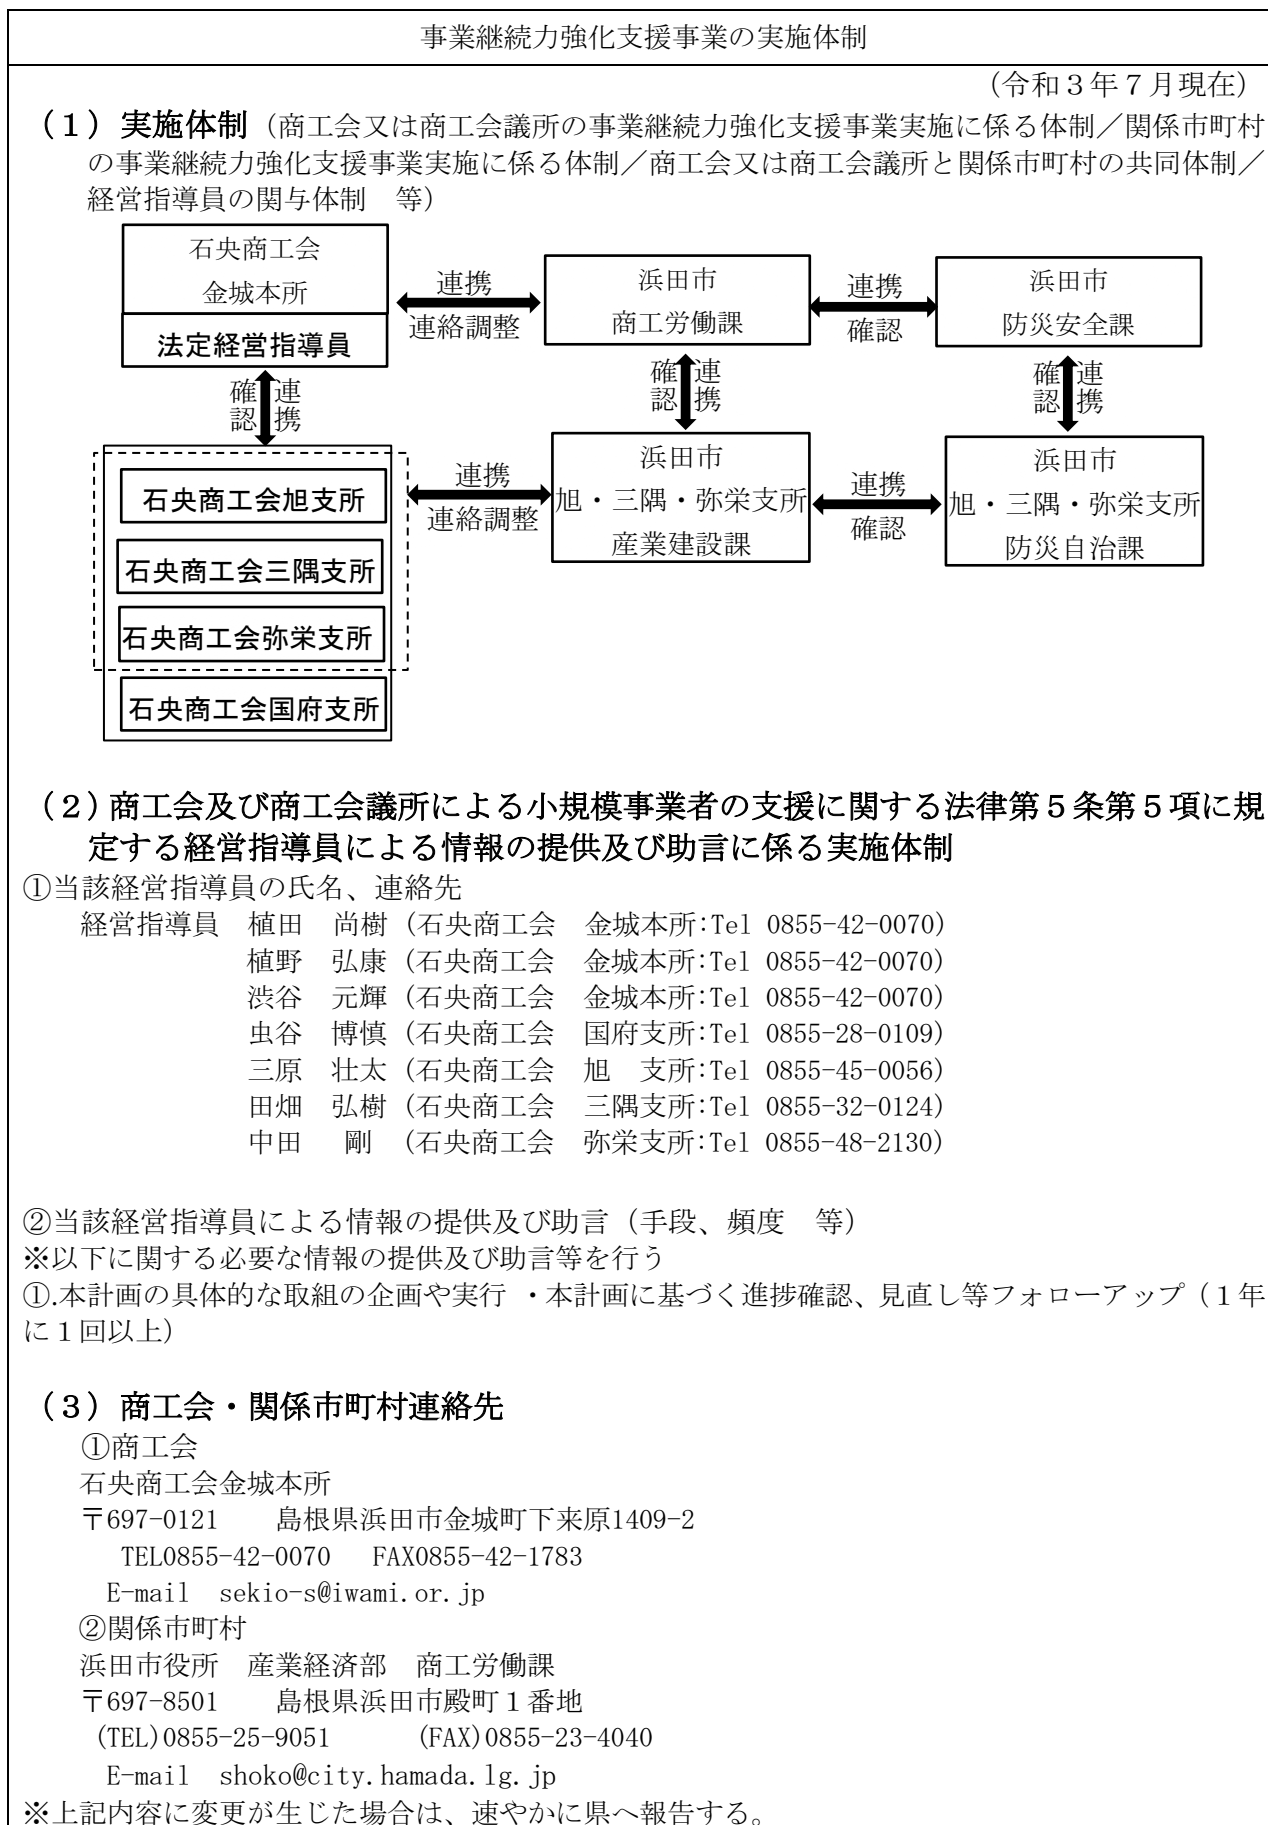 事業継続力強化支援事業の実施体制
（令和３年７月現在）
（１）実施体制（商工会又は商工会議所の事業継続力強化支援事業実施に係る体制／関係市町村
の事業継続力強化支援事業実施に係る体制／商工会又は商工会議所と関係市町村の共同体制／
経営指導員の関与体制　等）
石央商工会
金城本所
法定経営指導員
連携
連絡調整
浜田市
商工労働課
連携
確認
浜田市
防災安全課
確認 連携
確認 連携
確認 連携
石央商工会旭支所
石央商工会三隅支所
石央商工会弥栄支所
石央商工会国府支所
連携
連絡調整
浜田市
旭・三隅・弥栄支所
産業建設課
連携
確認
浜田市
旭・三隅・弥栄支所
防災自治課
（２）商工会及び商工会議所による小規模事業者の支援に関する法律第５条第５項に規
定する経営指導員による情報の提供及び助言に係る実施体制
①当該経営指導員の氏名、連絡先
経営指導員　植田　尚樹（石央商工会　金城本所：Tel 0855-42-0070）
植野　弘康（石央商工会　金城本所：Tel 0855-42-0070）
渋谷　元輝（石央商工会　金城本所：Tel 0855-42-0070）
虫谷　博慎（石央商工会　国府支所：Tel 0855-28-0109）
三原　壮太（石央商工会　旭　支所：Tel 0855-45-0056）
田畑　弘樹（石央商工会　三隅支所：Tel 0855-32-0124）
中田　剛　（石央商工会　弥栄支所：Tel 0855-48-2130）
②当該経営指導員による情報の提供及び助言（手段、頻度　等）
※以下に関する必要な情報の提供及び助言等を行う
①.本計画の具体的な取組の企画や実行 ・本計画に基づく進捗確認、見直し等フォローアップ（１年
に１回以上）
（３）商工会・関係市町村連絡先
①商工会
石央商工会金城本所
〒697-0121　　島根県浜田市金城町下来原1409-2
TEL0855-42-0070　FAX0855-42-1783
E-mail　sekio-s@iwami.or.jp
②関係市町村
浜田市役所　産業経済部　商工労働課
〒697-8501　　島根県浜田市殿町１番地
(TEL)0855-25-9051　　　(FAX)0855-23-4040
E-mail　shoko@city.hamada.lg.jp
※上記内容に変更が生じた場合は、速やかに県へ報告する。